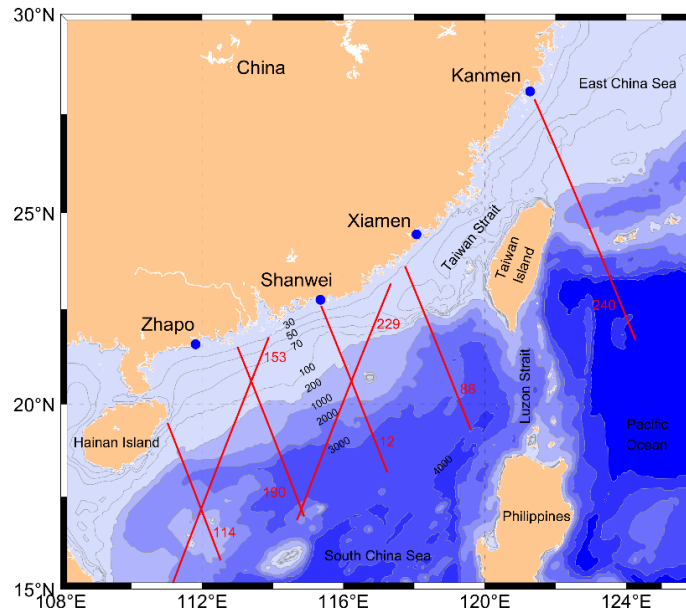 30°N
China
Kanmen
East China Sea
25°N
Xiamen
Taiwan Strait
Taiwan
Island
Shanwei
Zhapo
30
50
70
229
240
153
100
200
1000
2000
3000
88
Luzon Strait
20°N
Hainan Island
12
4000
Pacific
Ocean
190
114
Philippines
South China Sea
15°N
108°E
112°E
116°E
120°E
124°E